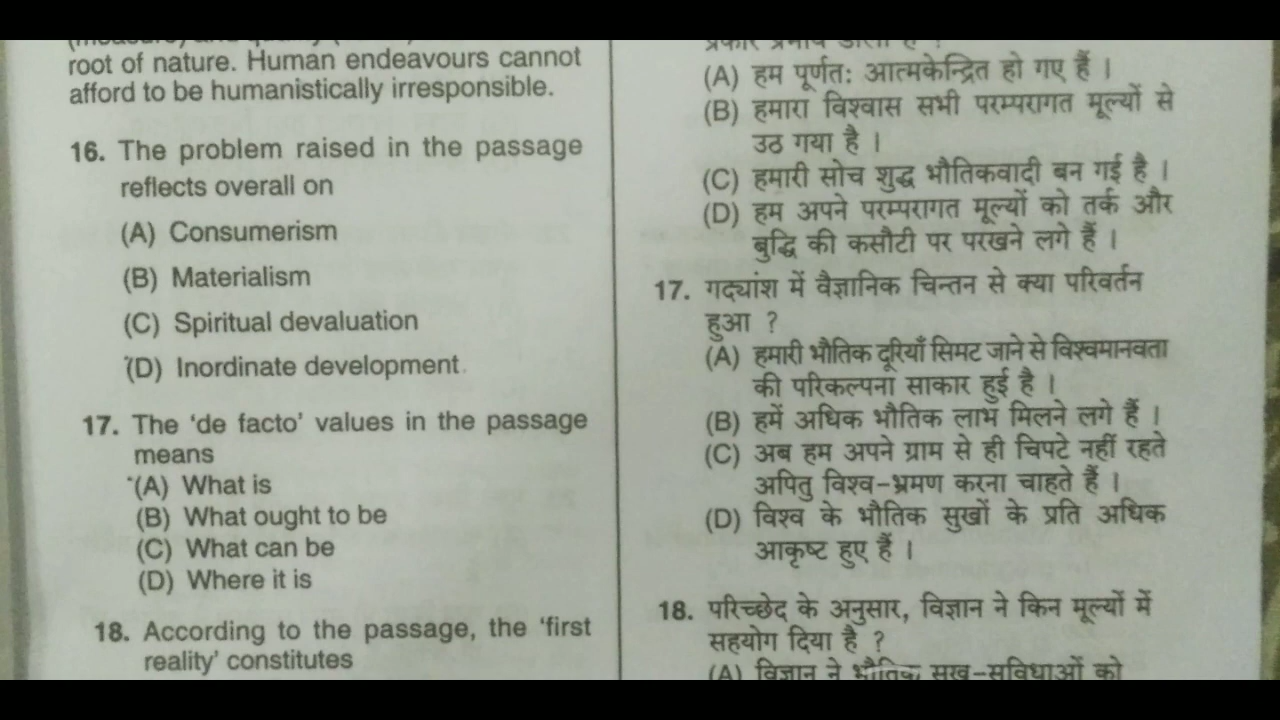 root of nature. Human endeavours cannot
afford to be humanistically irresponsible.
16. The problem raised in the passage
reflects overall on
(A) Consumerism
(B) Materialism
(C) Spiritual devaluation
(D) Inordinate development
17. The ‘de facto’ values in the passage
means
(A) What is
(B) What ought to be
(C) What can be
(D) Where it is
18. According to the passage, the ‘first
reality’ constitutes
(A) हम पूर्णतः आत्मकेन्द्रित हो गए हैं ।
(B) हमारा विश्वास सभी परम्परागत मूल्यों से
उठ गया है ।
(C) हमारी सोच शुद्ध भौतिकवादी बन गई है ।
(D) हम अपने परम्परागत मूल्यों को तर्क और
बुद्धि की कसौटी पर परखने लगे हैं ।
17. गद्यांश में वैज्ञानिक चिन्तन से क्या परिवर्तन
हुआ ?
(A) हमारी भौतिक दूरियाँ सिमट जाने से विश्वमानवता
की परिकल्पना साकार हुई है ।
(B) हमें अधिक भौतिक लाभ मिलने लगे हैं ।
(C) अब हम अपने ग्राम से ही चिपटे नहीं रहते
अपितु विश्व-भ्रमण करना चाहते हैं ।
(D) विश्व के भौतिक सुखों के प्रति अधिक
आकृष्ट हुए हैं ।
18. परिच्छेद के अनुसार, विज्ञान ने किन मूल्यों में
सहयोग दिया है ?
(A) विज्ञान ने भौतिक सुख-सुविधाओं को